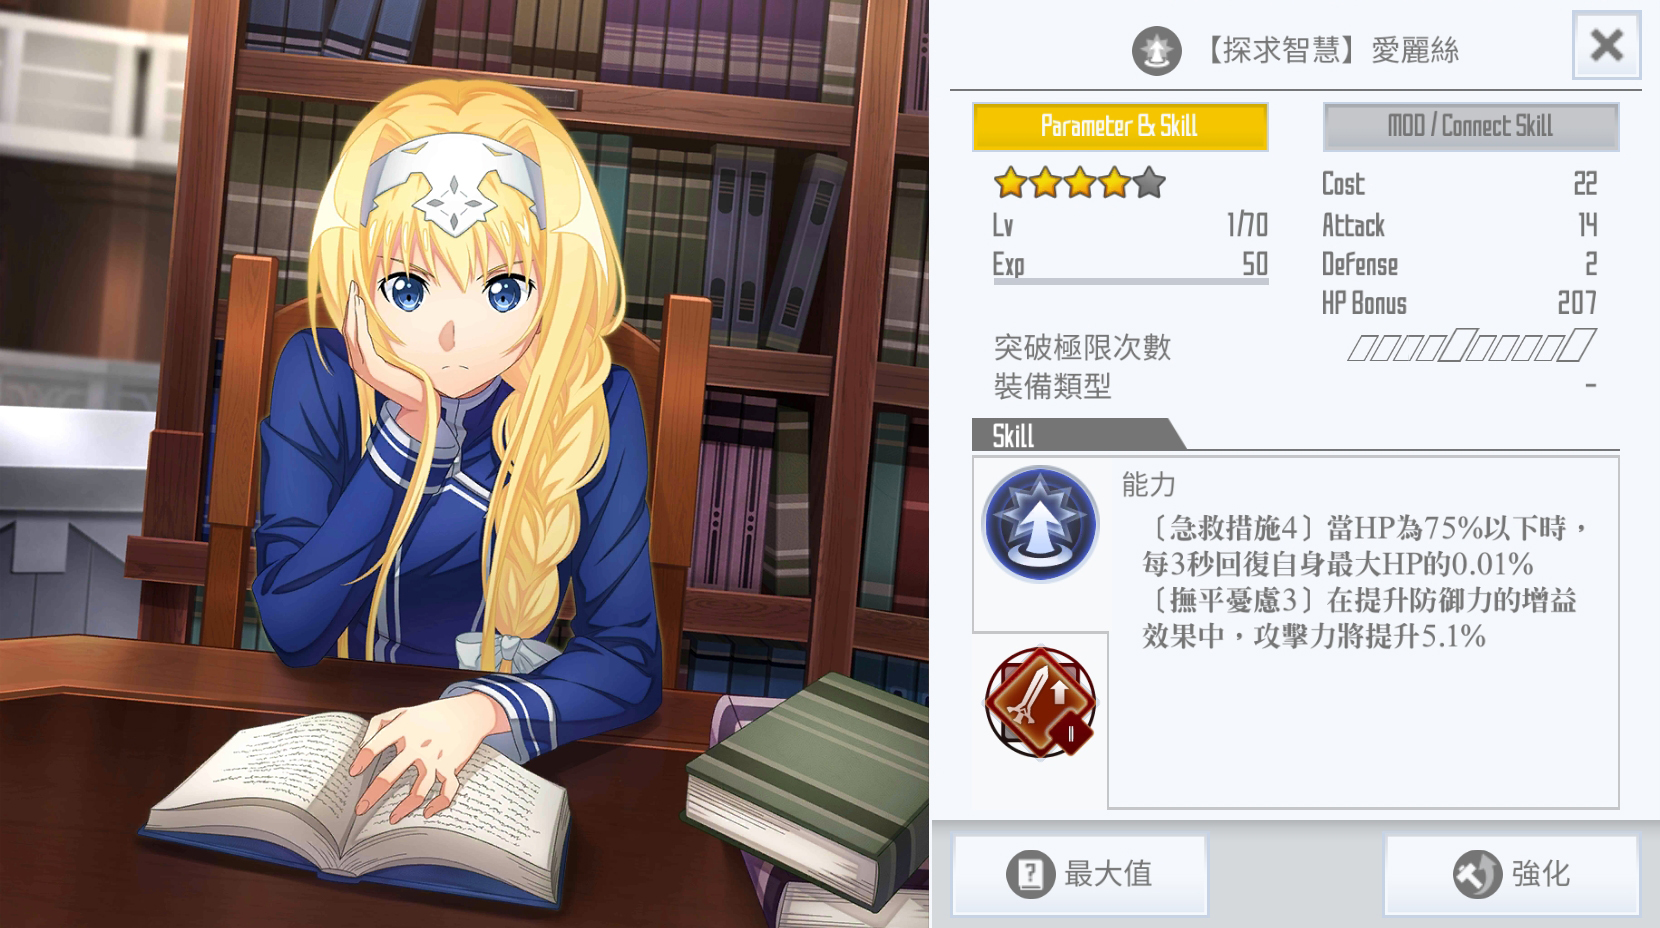 【探求智慧】愛麗絲
Parameter & Skill
MOD / Connect Skill
Lv 1/70
Exp 50
Cost 22
Attack 14
Defense 2
HP Bonus 207
突破極限次數
裝備類型 -
Skill
能力
〔急救措施4〕當HP為75%以下時，
每3秒回復自身最大HP的0.01%
〔撫平憂慮3〕在提升防御力的增益
效果中，攻擊力將提升5.1%
II
最大值
強化